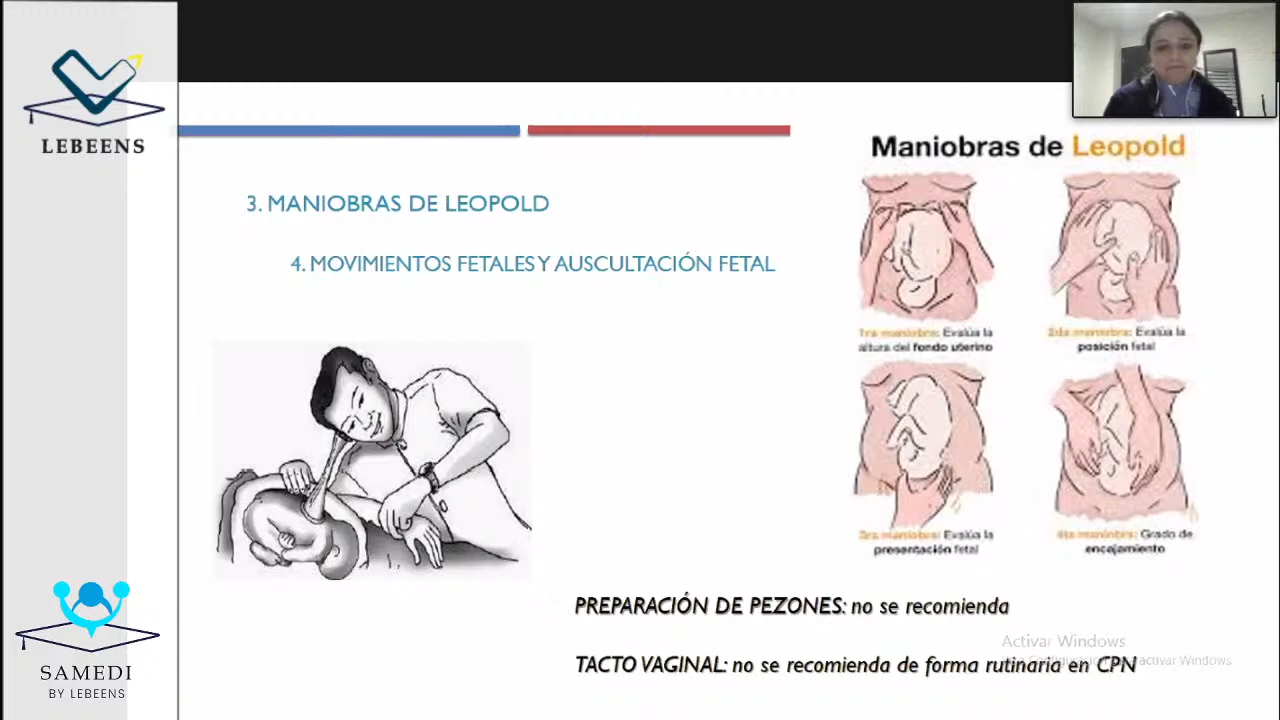 LEBEENS
Maniobras de Leopold
3. MANIOBRAS DE LEOPOLD
4. MOVIMIENTOS FETALES Y AUSCULTACIÓN FETAL
1ra maniobra: Evalúa la
altura del fondo uterino
2da maniobra: Evalúa la
posición fetal
3ra maniobra: Evalúa la
presentación fetal
4ta maniobra: Grado de
encajamiento
PREPARACIÓN DE PEZONES: no se recomienda
TACTO VAGINAL: no se recomienda de forma rutinaria en CPN
Activar Windows
activar Windows
SAMEDI
BY LEBEENS